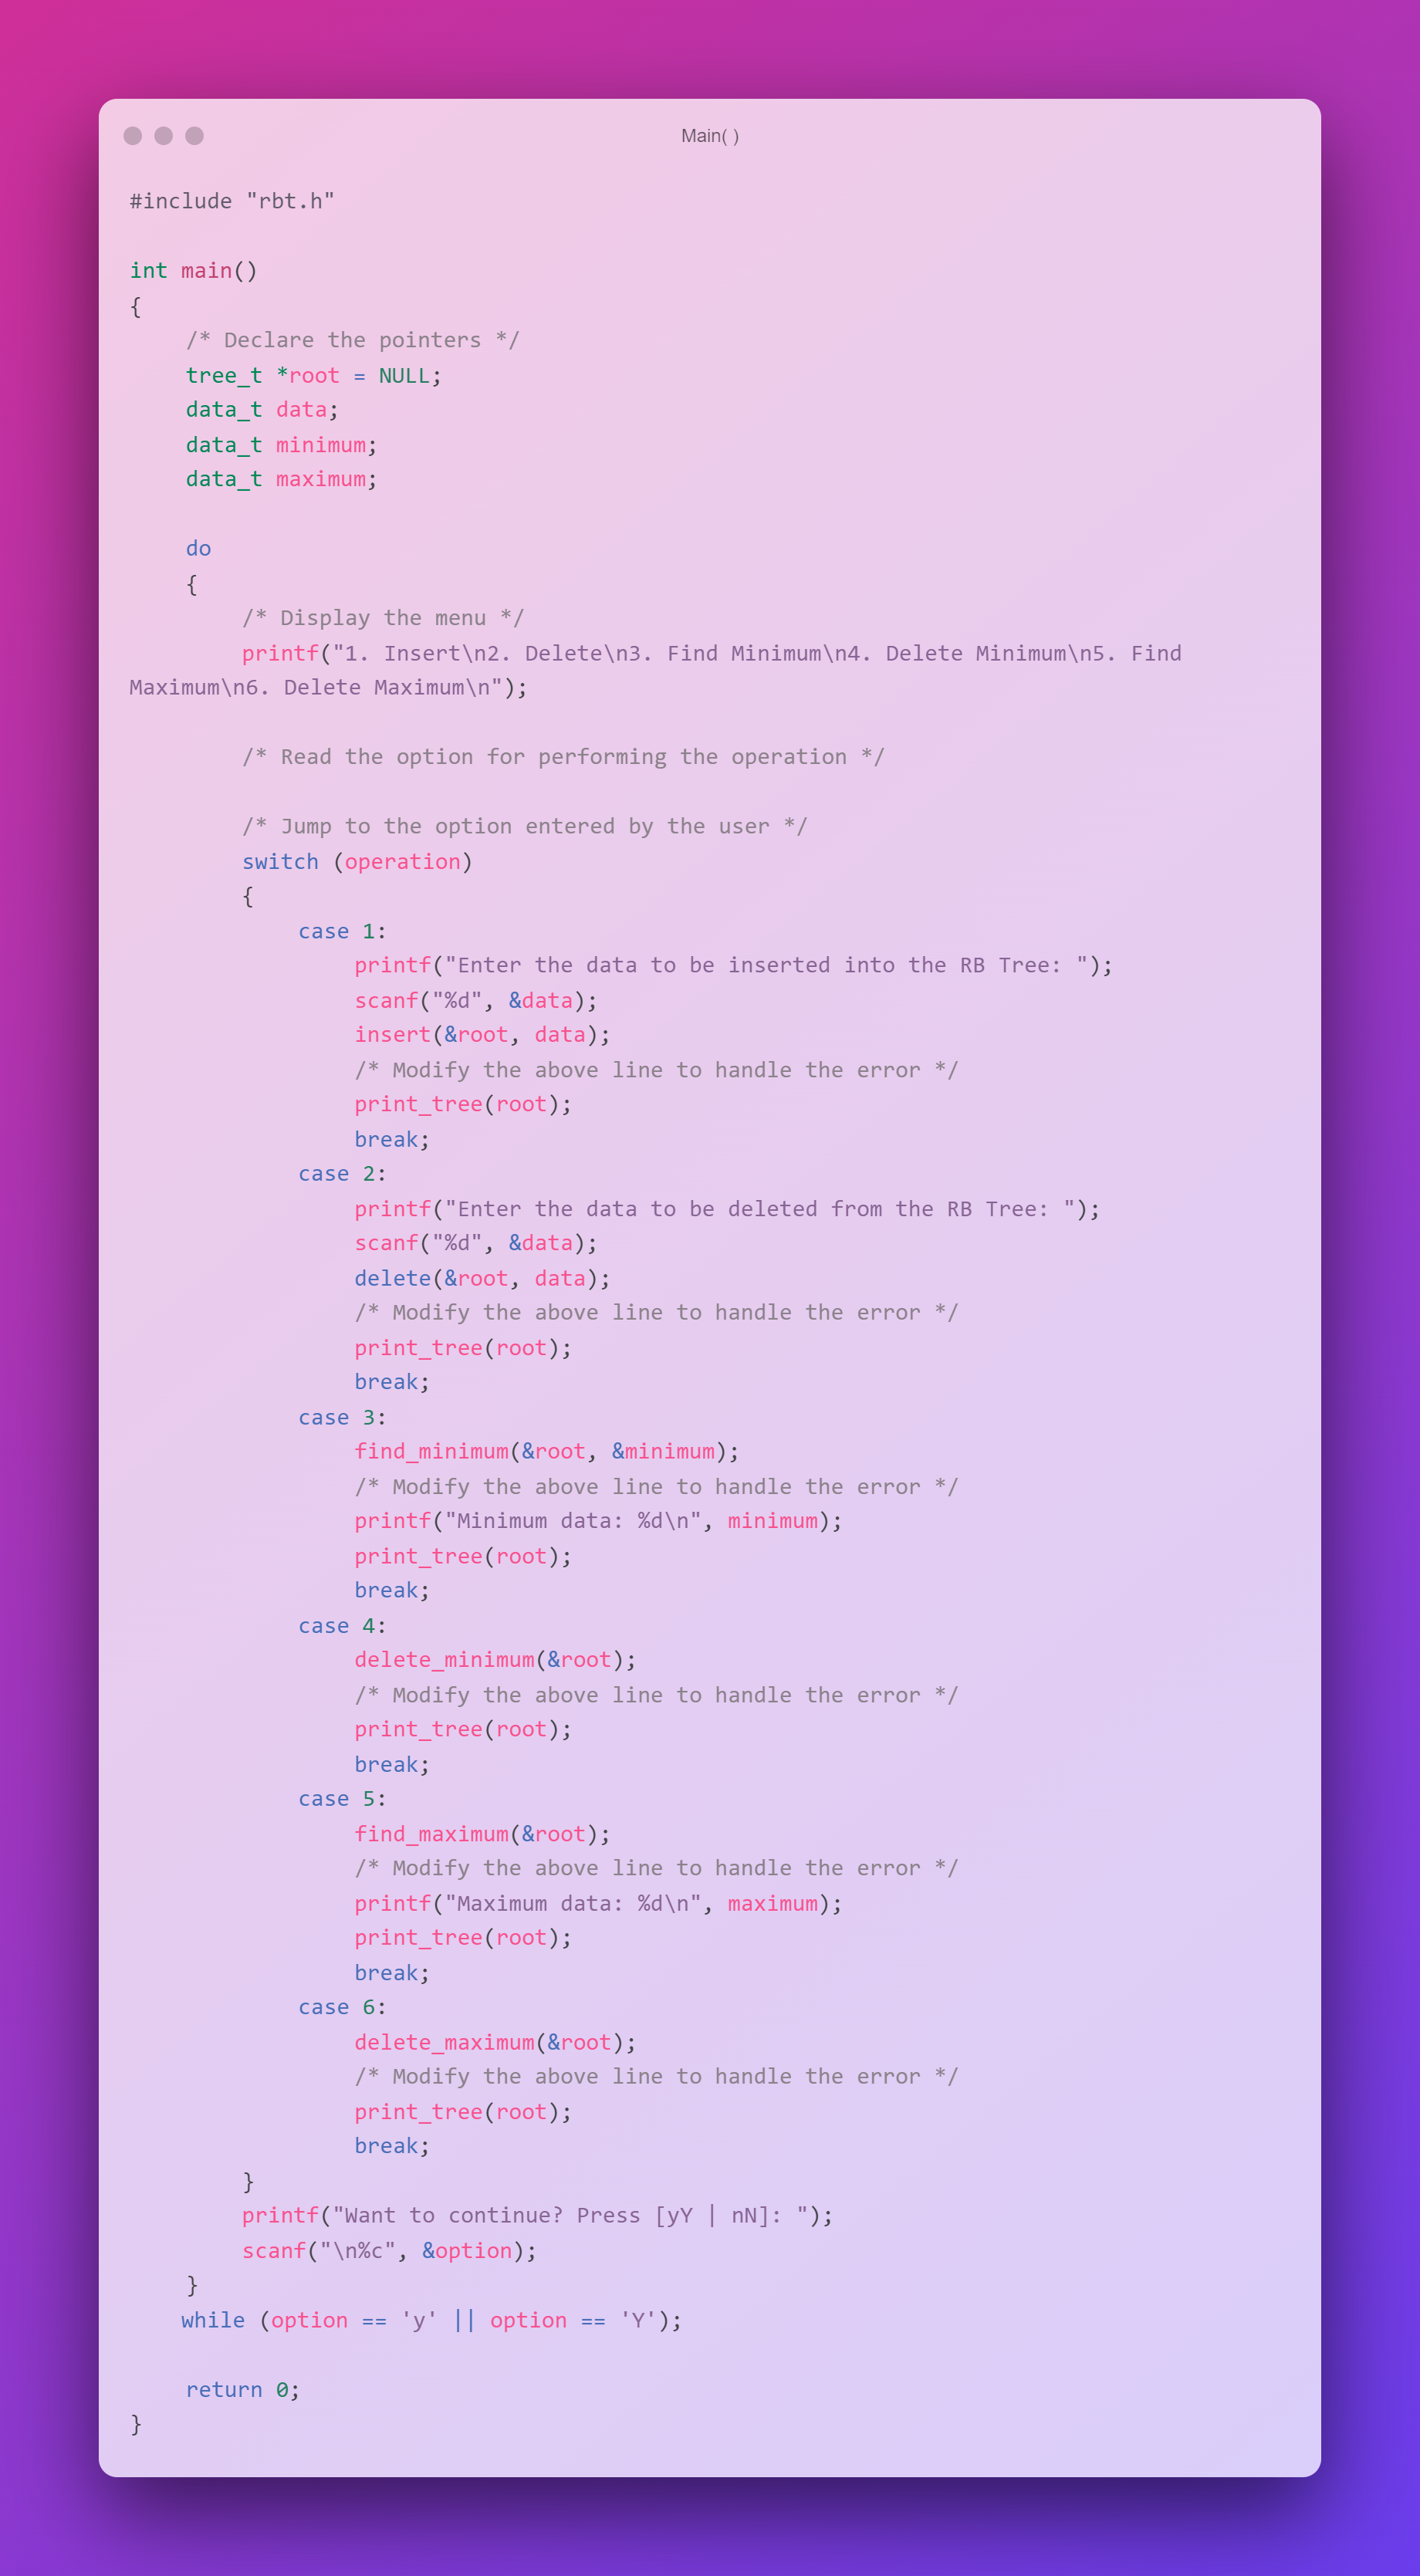 Main( )
#include "rbt.h"

int main()
{
    /* Declare the pointers */
    tree_t *root = NULL;
    data_t data;
    data_t minimum;
    data_t maximum;

    do
    {
        /* Display the menu */
        printf("1. Insert\n2. Delete\n3. Find Minimum\n4. Delete Minimum\n5. Find
Maximum\n6. Delete Maximum\n");

        /* Read the option for performing the operation */

        /* Jump to the option entered by the user */
        switch (operation)
        {
            case 1:
                printf("Enter the data to be inserted into the RB Tree: ");
                scanf("%d", &data);
                insert(&root, data);
                /* Modify the above line to handle the error */
                print_tree(root);
                break;
            case 2:
                printf("Enter the data to be deleted from the RB Tree: ");
                scanf("%d", &data);
                delete(&root, data);
                /* Modify the above line to handle the error */
                print_tree(root);
                break;
            case 3:
                find_minimum(&root, &minimum);
                /* Modify the above line to handle the error */
                printf("Minimum data: %d\n", minimum);
                print_tree(root);
                break;
            case 4:
                delete_minimum(&root);
                /* Modify the above line to handle the error */
                print_tree(root);
                break;
            case 5:
                find_maximum(&root);
                /* Modify the above line to handle the error */
                printf("Maximum data: %d\n", maximum);
                print_tree(root);
                break;
            case 6:
                delete_maximum(&root);
                /* Modify the above line to handle the error */
                print_tree(root);
                break;
        }
        printf("Want to continue? Press [yY | nN]: ");
        scanf("\n%c", &option);
    }
    while (option == 'y' || option == 'Y');

    return 0;
}